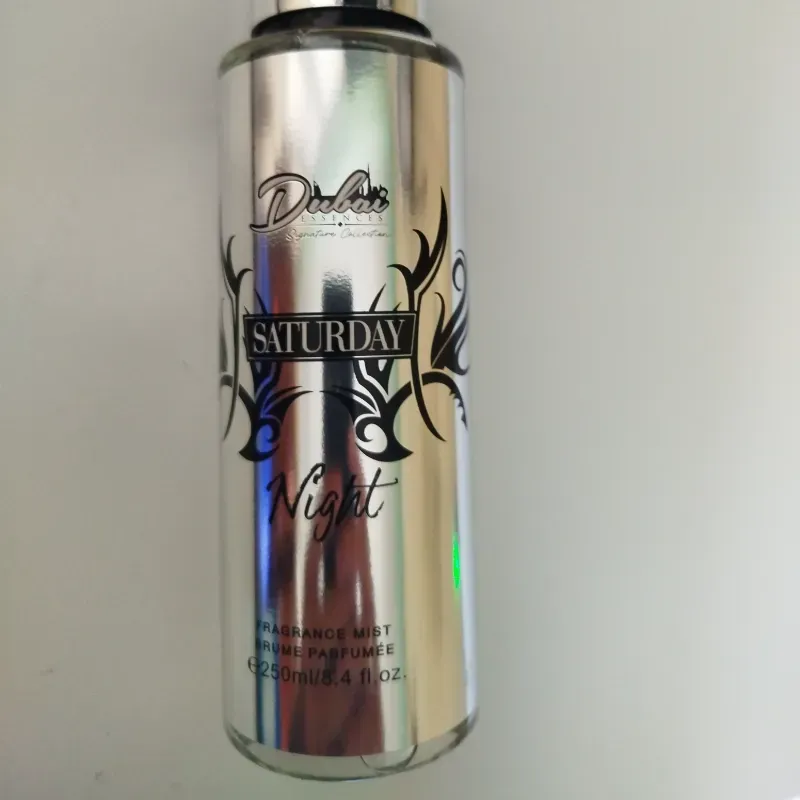 Dubai
ESSENCES
Signature Collection
SATURDAY
Night
FRAGRANCE MIST
BRUME PARFUMÉE
℮250ml/8.4 fl.oz.